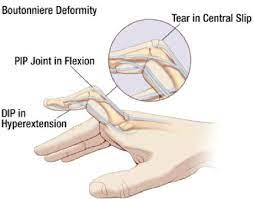 Boutonniere Deformity
Tear in Central Slip
PIP Joint in Flexion
DIP in
Hyperextension